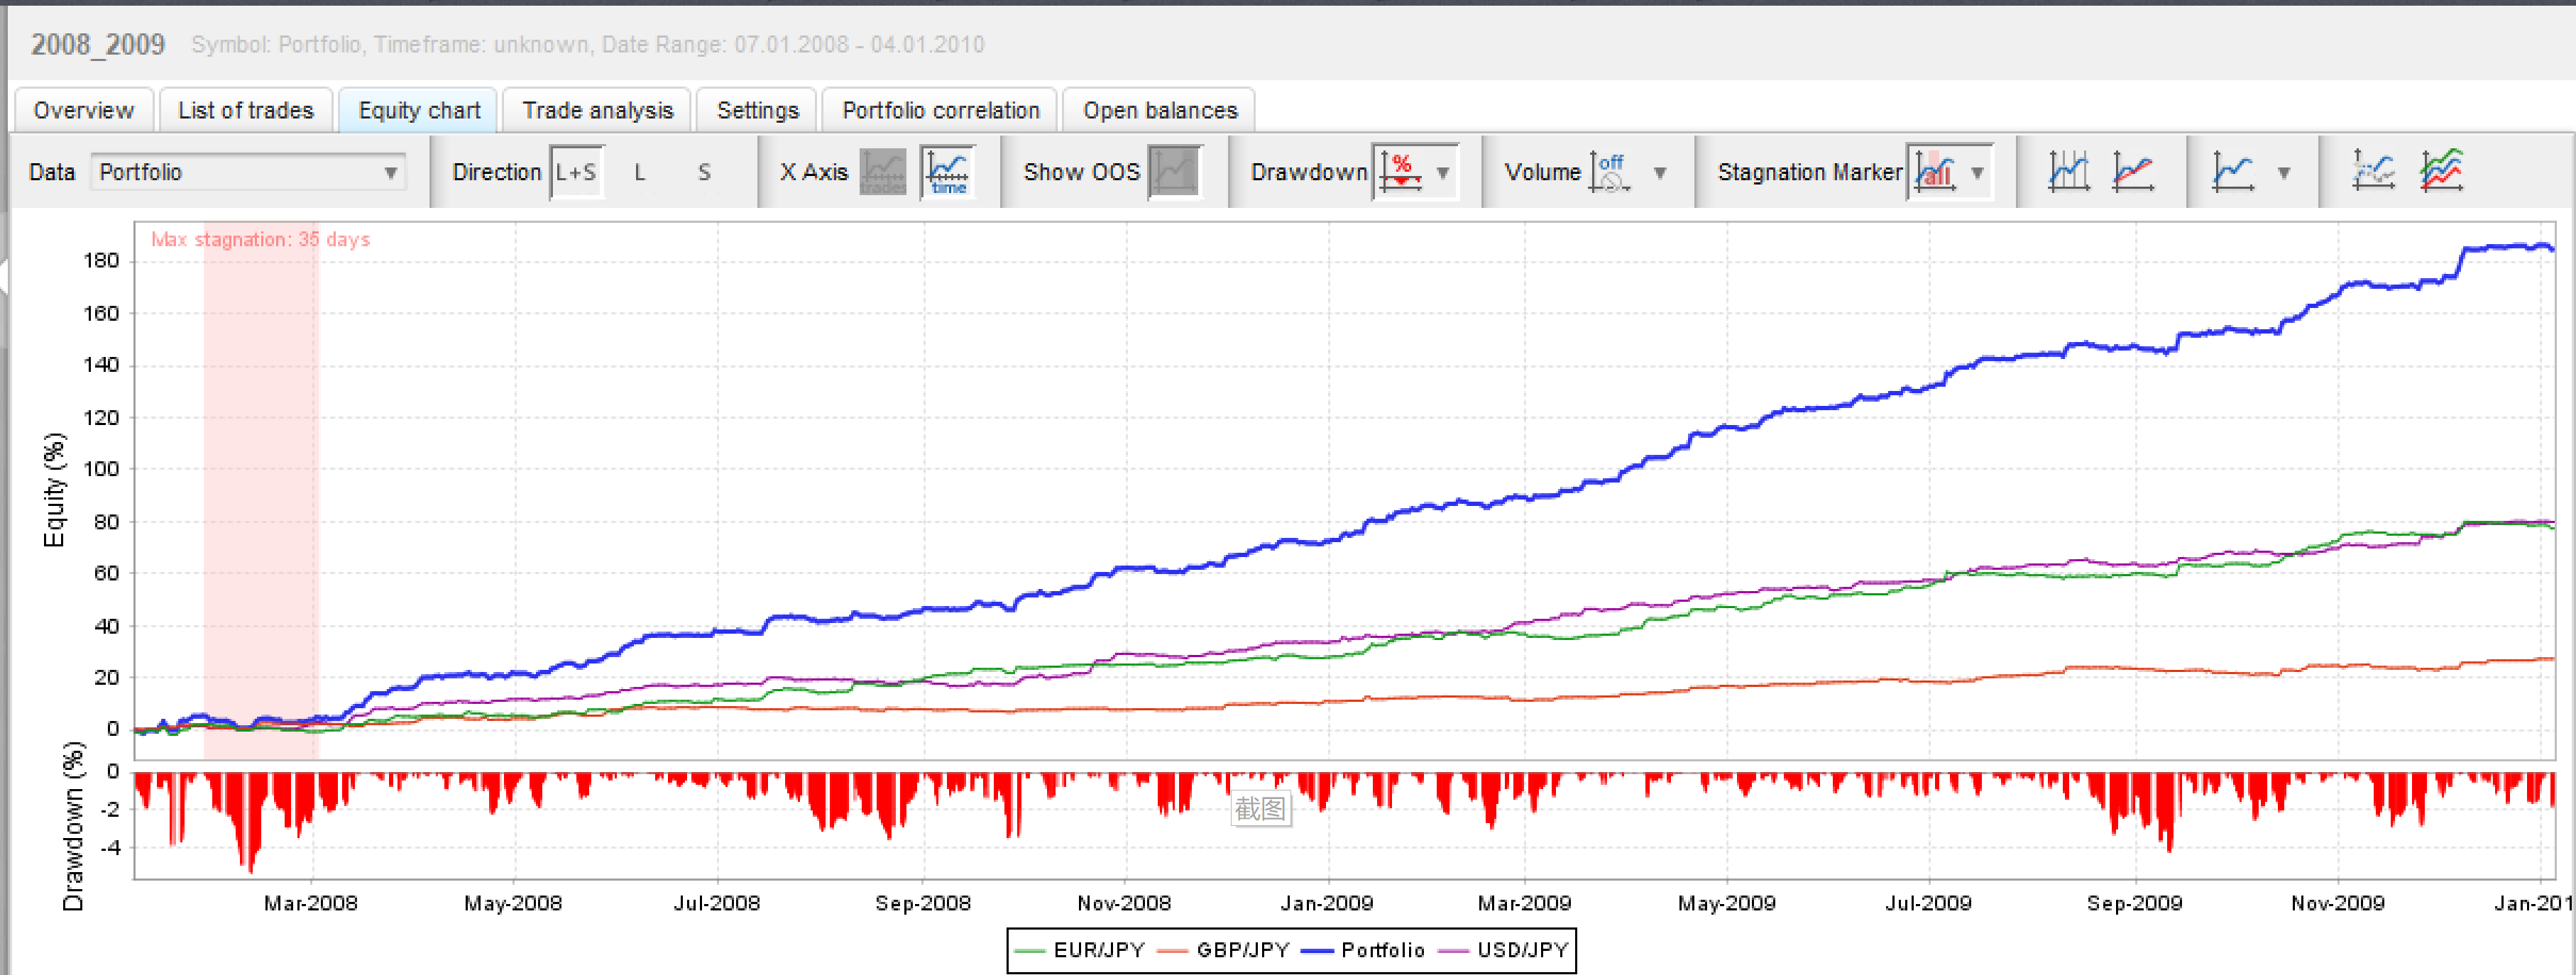 2008_2009 Symbol: Portfolio, Timeframe: unknown, Date Range: 07.01.2008 - 04.01.2010
Overview List of trades Equity chart Trade analysis Settings Portfolio correlation Open balances
Data Portfolio Direction L+S L S X Axis trades time Show OOS Drawdown % Volume off Stagnation Marker all
Max stagnation: 35 days
Equity (%)
180
160
140
120
100
80
60
40
20
0
Drawdown (%)
0
-2
-4
截图
Mar-2008 May-2008 Jul-2008 Sep-2008 Nov-2008 Jan-2009 Mar-2009 May-2009 Jul-2009 Sep-2009 Nov-2009 Jan-201
EUR/JPY GBP/JPY Portfolio USD/JPY